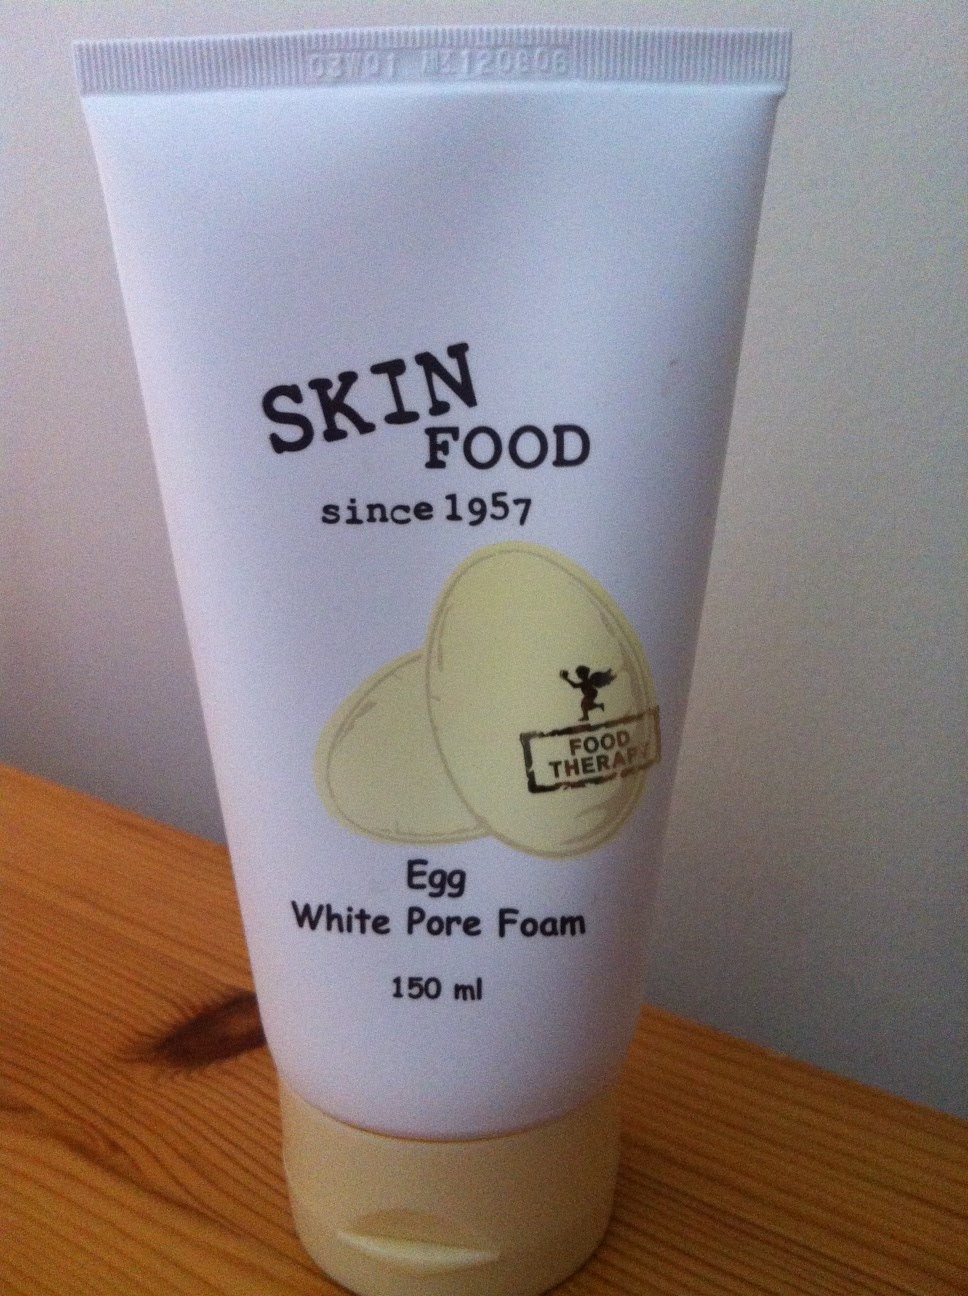 SKIN
FOOD
since 1957
FOOD
THERAPY
Egg
White Pore Foam
150 ml